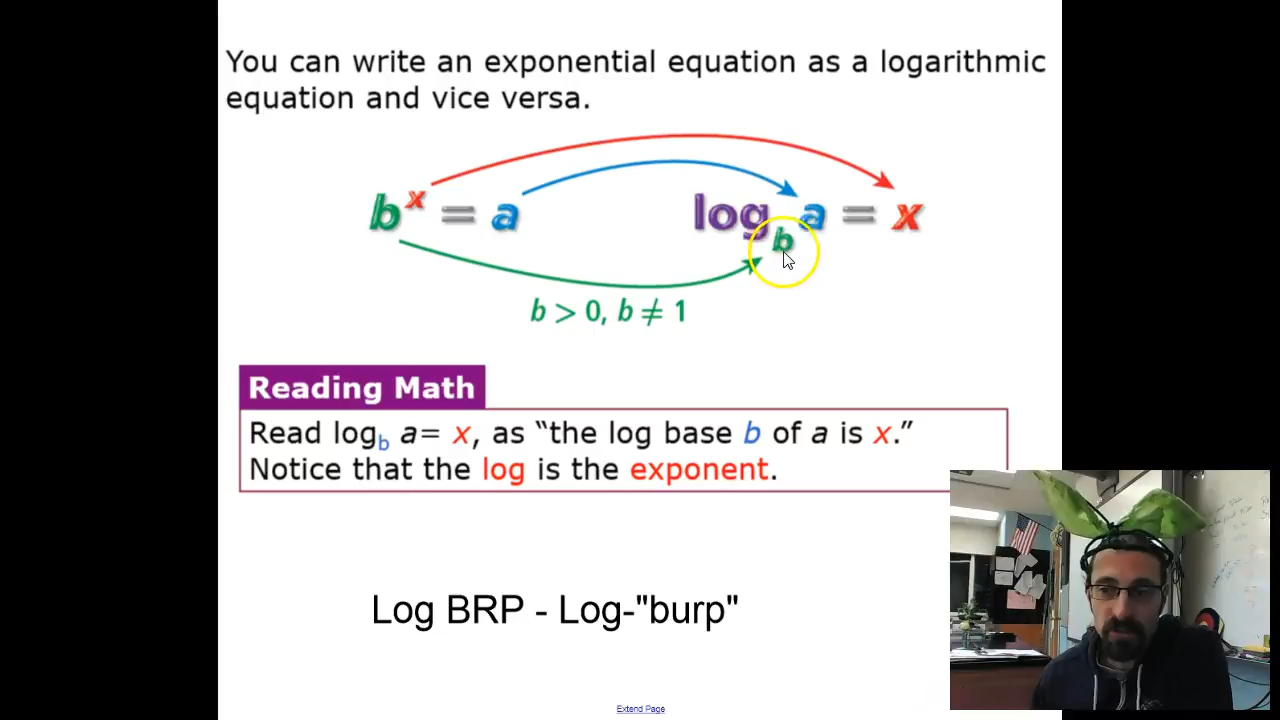 You can write an exponential equation as a logarithmic
equation and vice versa.
bˣ = a
log_b a = x
b > 0, b ≠ 1
Reading Math
Read log_b a= x, as “the log base b of a is x.”
Notice that the log is the exponent.
Log BRP - Log-"burp"
Extend Page